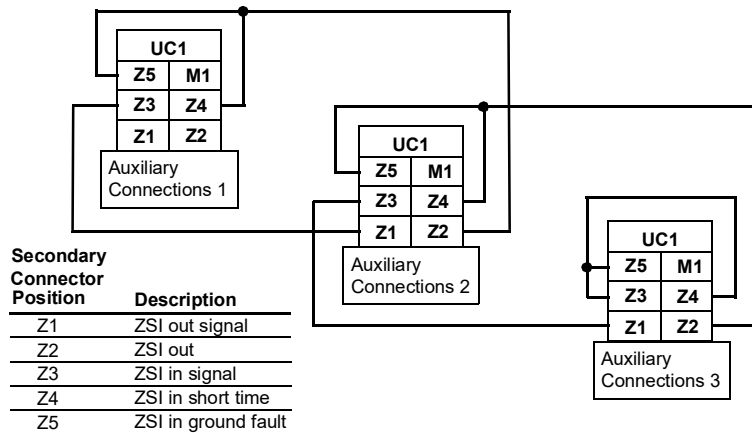 UC1
Z5 M1
Z3 Z4
Z1 Z2
Auxiliary
Connections 1
UC1
Z5 M1
Z3 Z4
Z1 Z2
Auxiliary
Connections 2
UC1
Z5 M1
Z3 Z4
Z1 Z2
Auxiliary
Connections 3
Secondary
Connector
Position Description
Z1 ZSI out signal
Z2 ZSI out
Z3 ZSI in signal
Z4 ZSI in short time
Z5 ZSI in ground fault